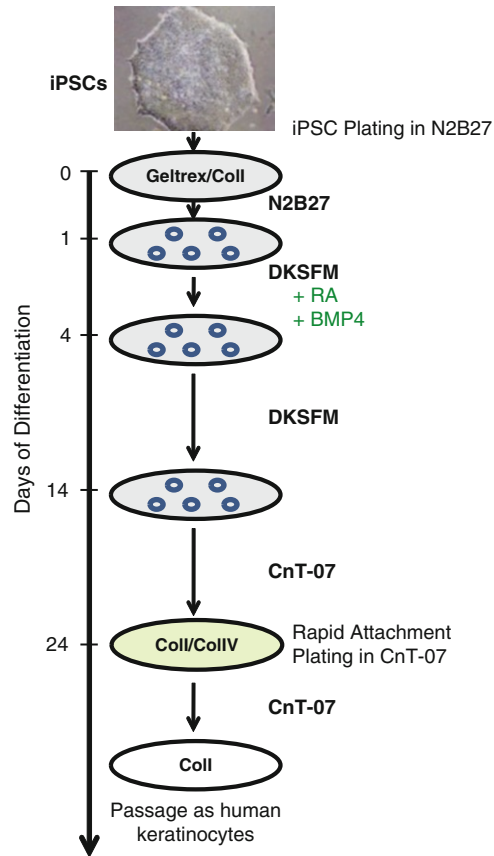 iPSCs
iPSC Plating in N2B27
0
Geltrex/ColI
N2B27
1
DKSFM
+ RA
+ BMP4
4
Days of Differentiation
DKSFM
14
CnT-07
24
ColI/ColIV
Rapid Attachment
Plating in CnT-07
CnT-07
ColI
Passage as human
keratinocytes